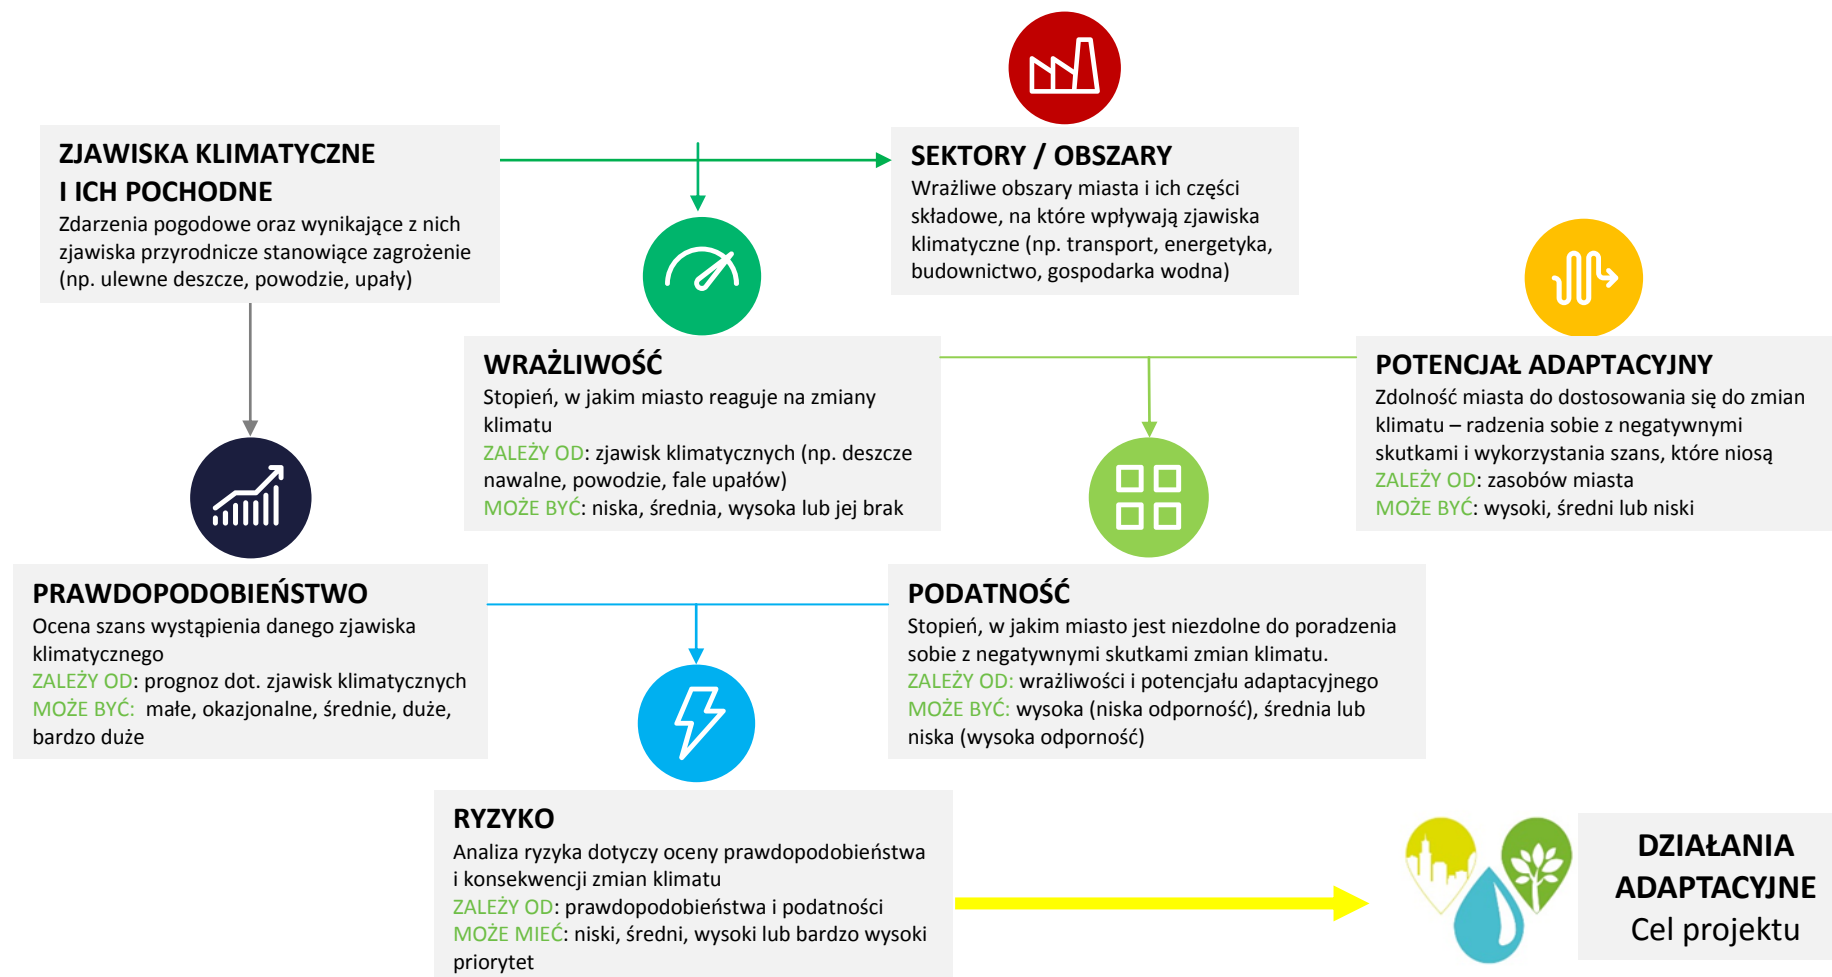 ZJAWISKA KLIMATYCZNE
I ICH POCHODNE
Zdarzenia pogodowe oraz wynikające z nich
zjawiska przyrodnicze stanowiące zagrożenie
(np. ulewne deszcze, powodzie, upały)
SEKTORY / OBSZARY
Wrażliwe obszary miasta i ich części
składowe, na które wpływają zjawiska
klimatyczne (np. transport, energetyka,
budownictwo, gospodarka wodna)
WRAŻLIWOŚĆ
Stopień, w jakim miasto reaguje na zmiany
klimatu
ZALEŻY OD: zjawisk klimatycznych (np. deszcze
nawalne, powodzie, fale upałów)
MOŻE BYĆ: niska, średnia, wysoka lub jej brak
POTENCJAŁ ADAPTACYJNY
Zdolność miasta do dostosowania się do zmian
klimatu – radzenia sobie z negatywnymi
skutkami i wykorzystania szans, które niosą
ZALEŻY OD: zasobów miasta
MOŻE BYĆ: wysoki, średni lub niski
PRAWDOPODOBIEŃSTWO
Ocena szans wystąpienia danego zjawiska
klimatycznego
ZALEŻY OD: prognoz dot. zjawisk klimatycznych
MOŻE BYĆ: małe, okazjonalne, średnie, duże,
bardzo duże
PODATNOŚĆ
Stopień, w jakim miasto jest niezdolne do poradzenia
sobie z negatywnymi skutkami zmian klimatu.
ZALEŻY OD: wrażliwości i potencjału adaptacyjnego
MOŻE BYĆ: wysoka (niska odporność), średnia lub
niska (wysoka odporność)
RYZYKO
Analiza ryzyka dotyczy oceny prawdopodobieństwa
i konsekwencji zmian klimatu
ZALEŻY OD: prawdopodobieństwa i podatności
MOŻE MIEĆ: niski, średni, wysoki lub bardzo wysoki
priorytet
DZIAŁANIA
ADAPTACYJNE
Cel projektu